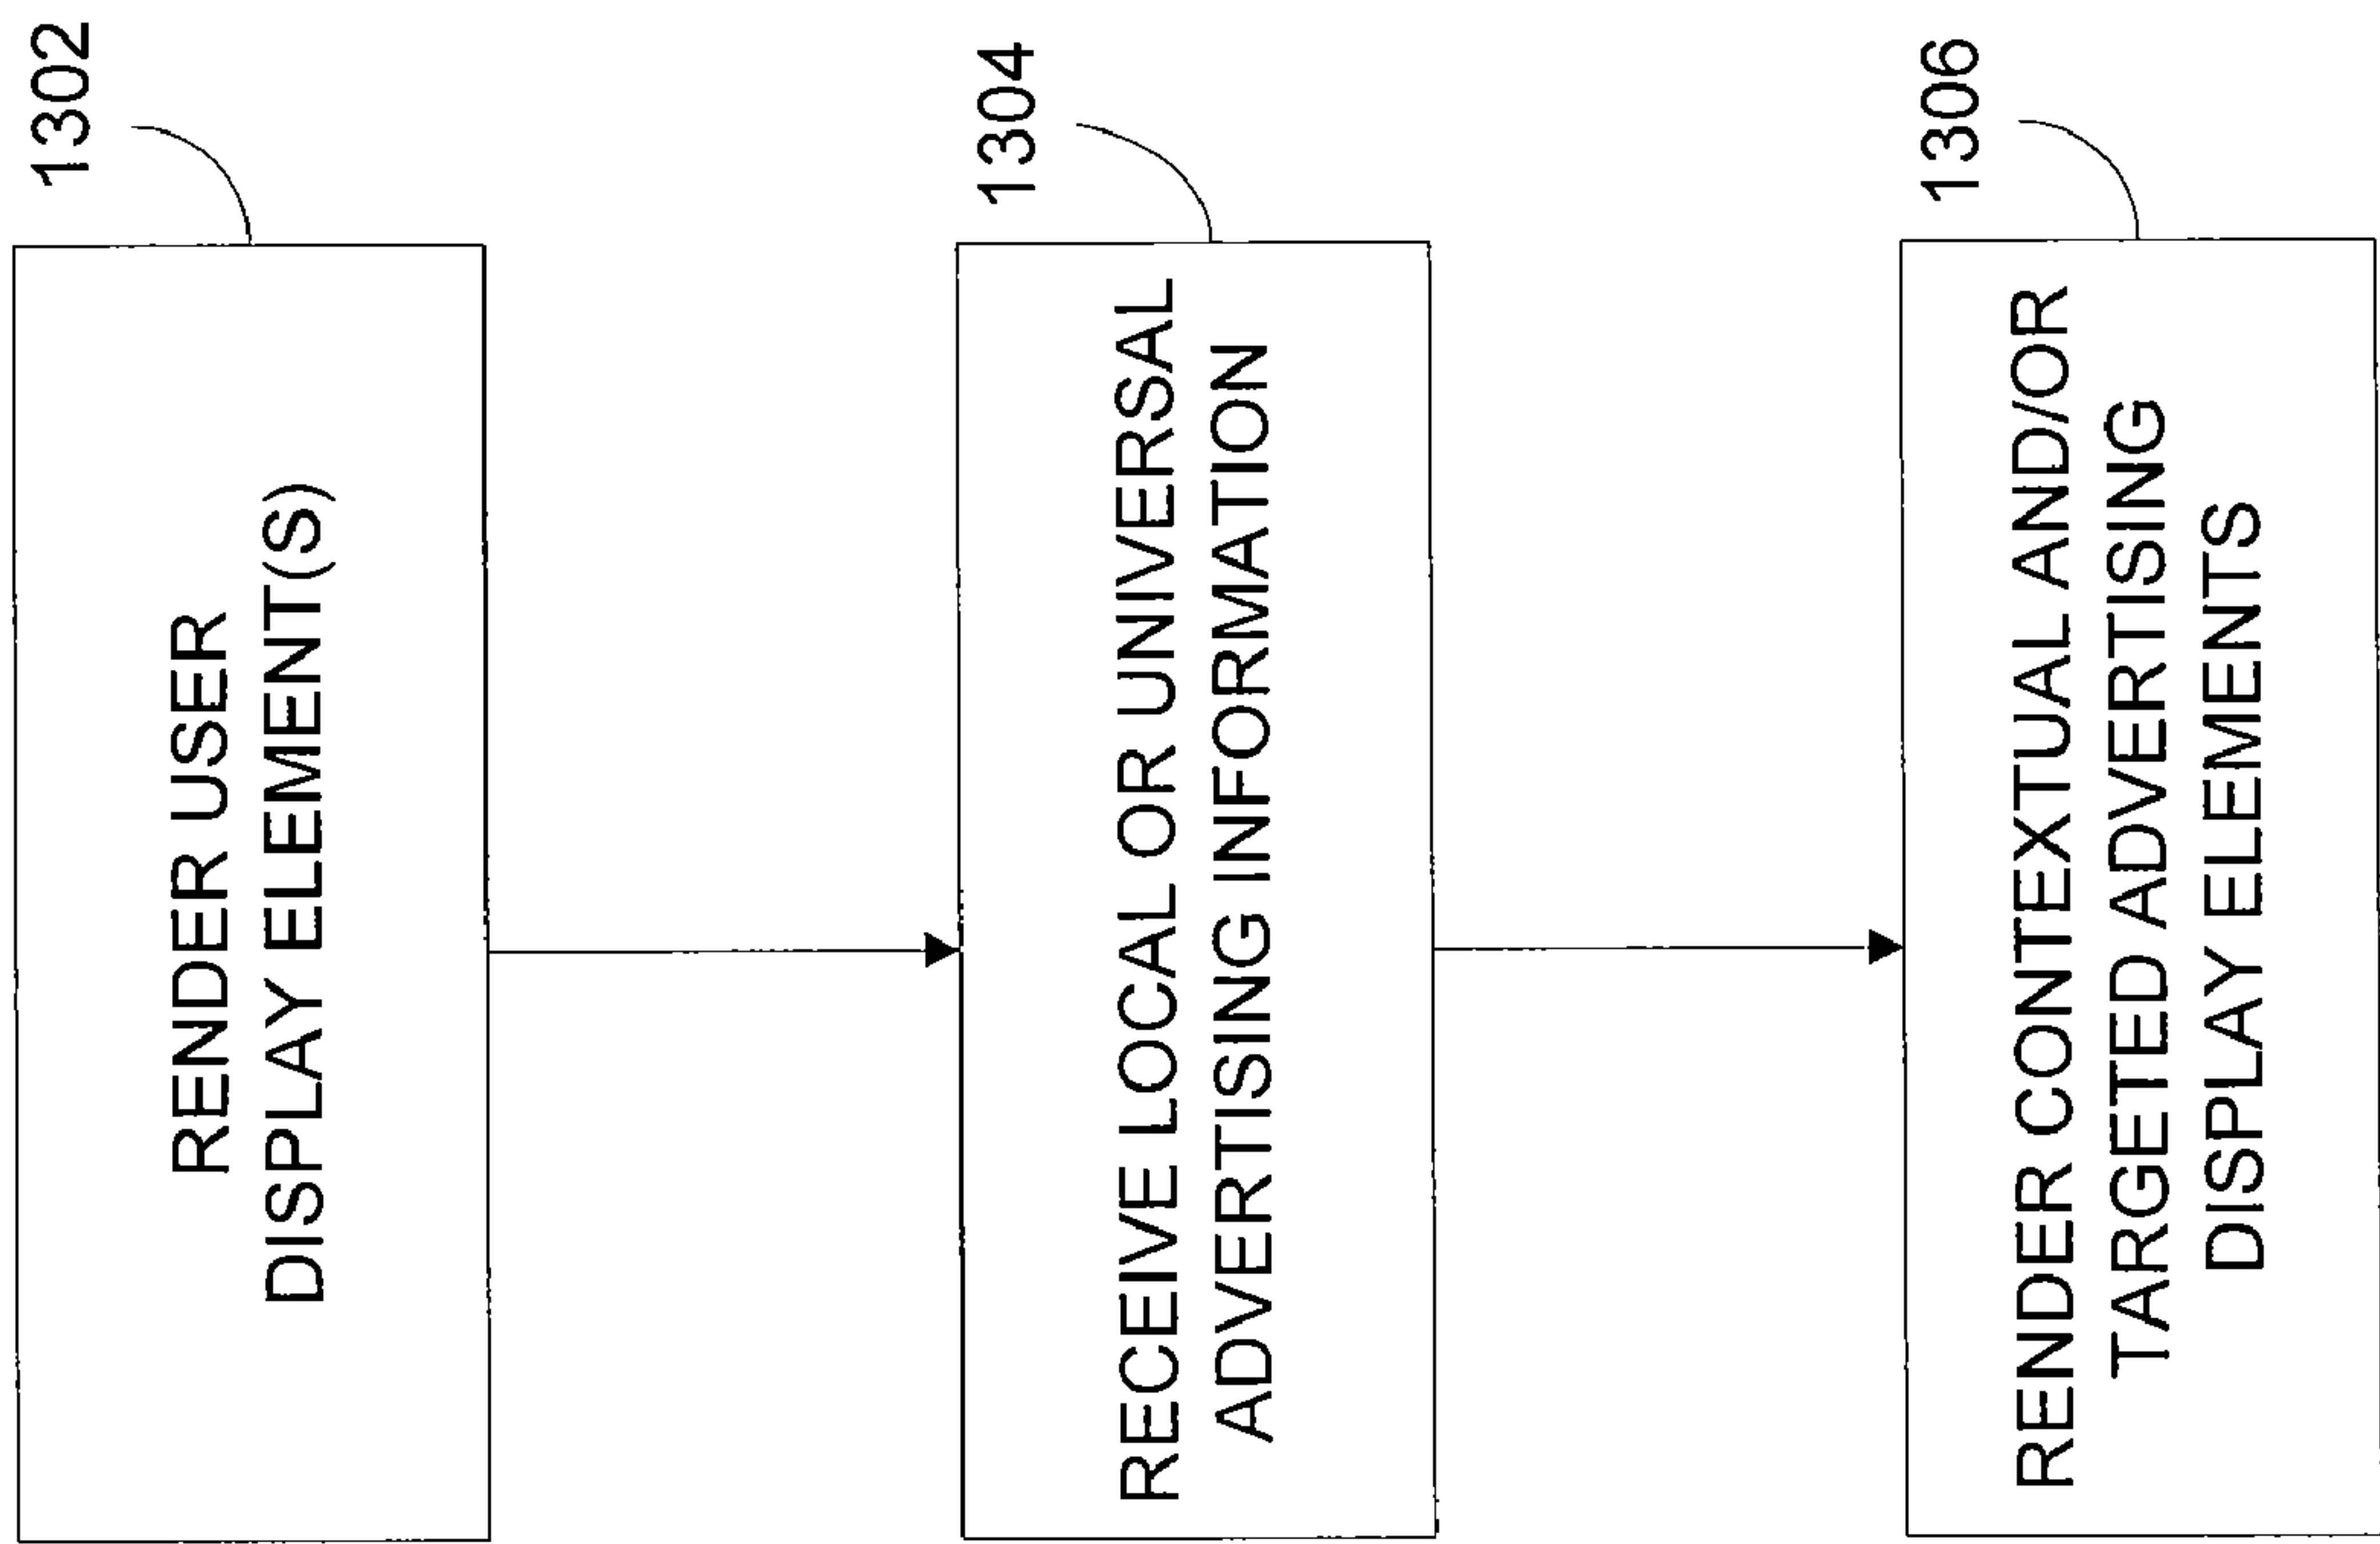 1302
RENDER USER
DISPLAY ELEMENT(S)
1304
RECEIVE LOCAL OR UNIVERSAL
ADVERTISING INFORMATION
1306
RENDER CONTEXTUAL AND/OR
TARGETED ADVERTISING
DISPLAY ELEMENTS